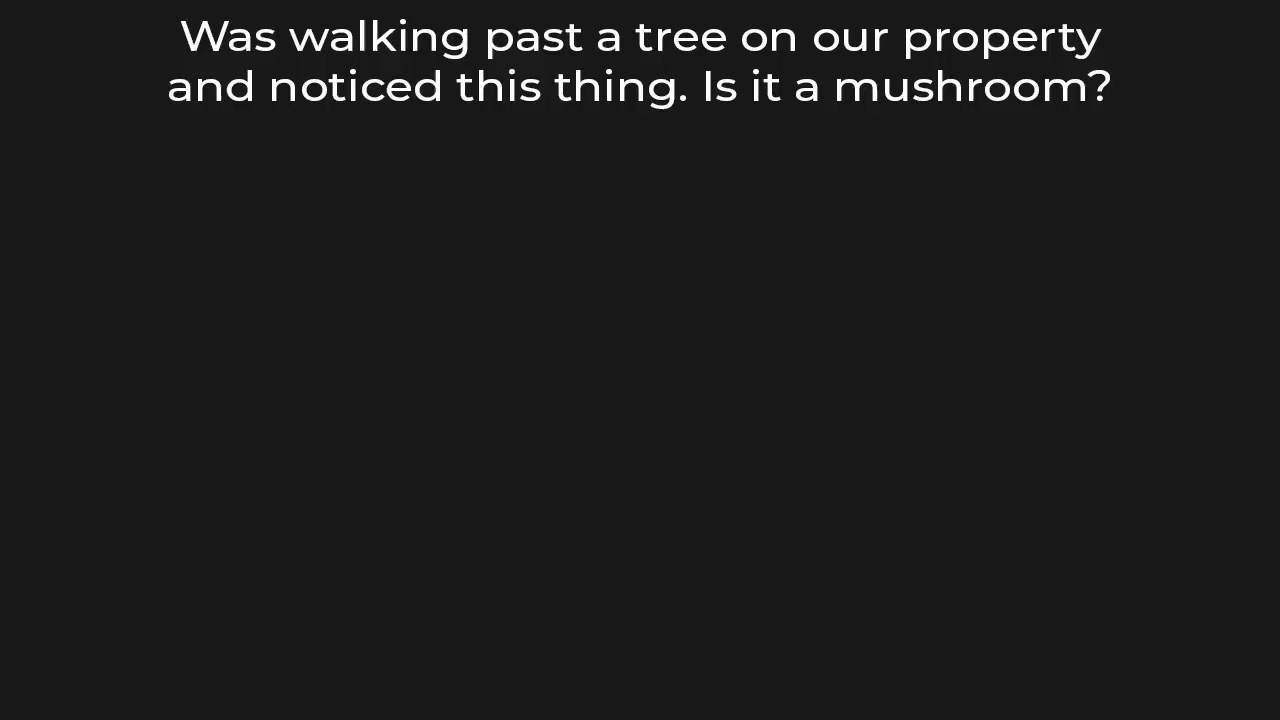 Was walking past a tree on our property
and noticed this thing. Is it a mushroom?